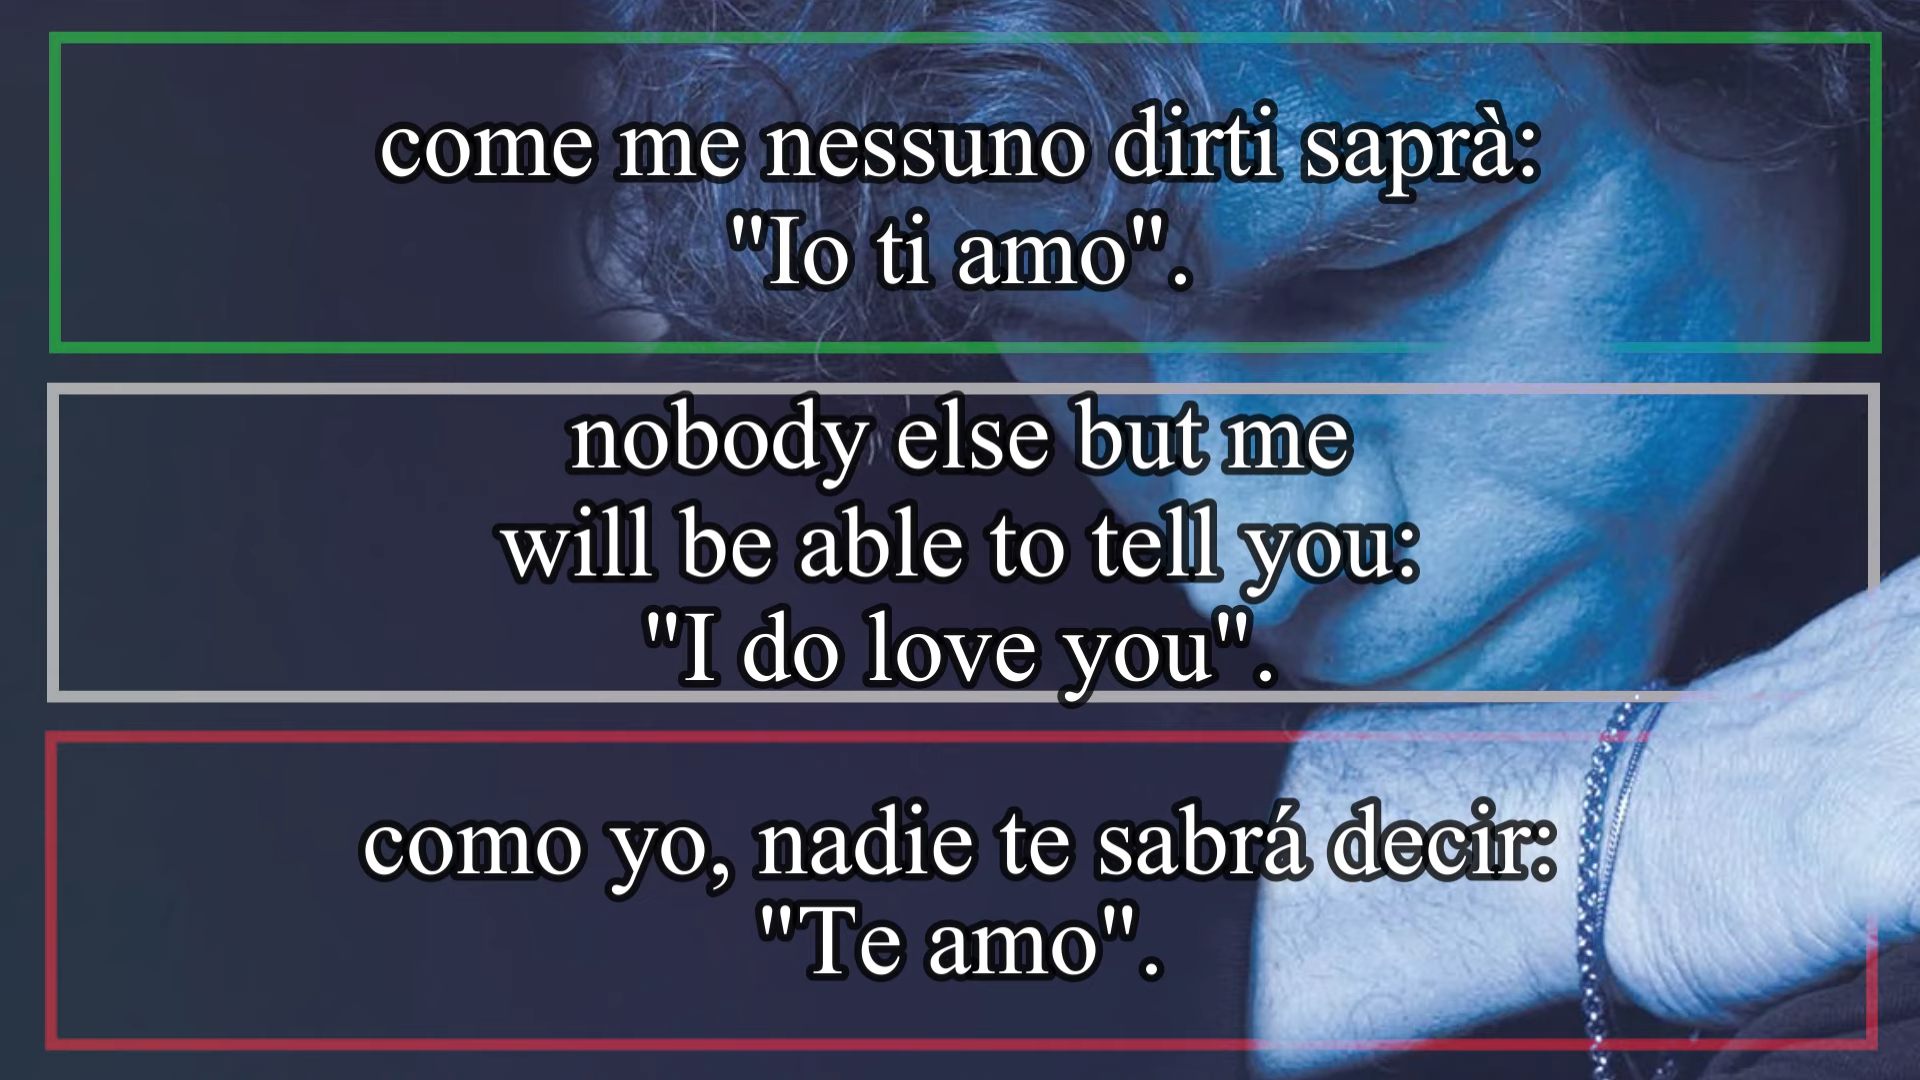 come me nessuno dirti saprà:
"Io ti amo".
nobody else but me
will be able to tell you:
"I do love you".
como yo, nadie te sabrá decir:
"Te amo".